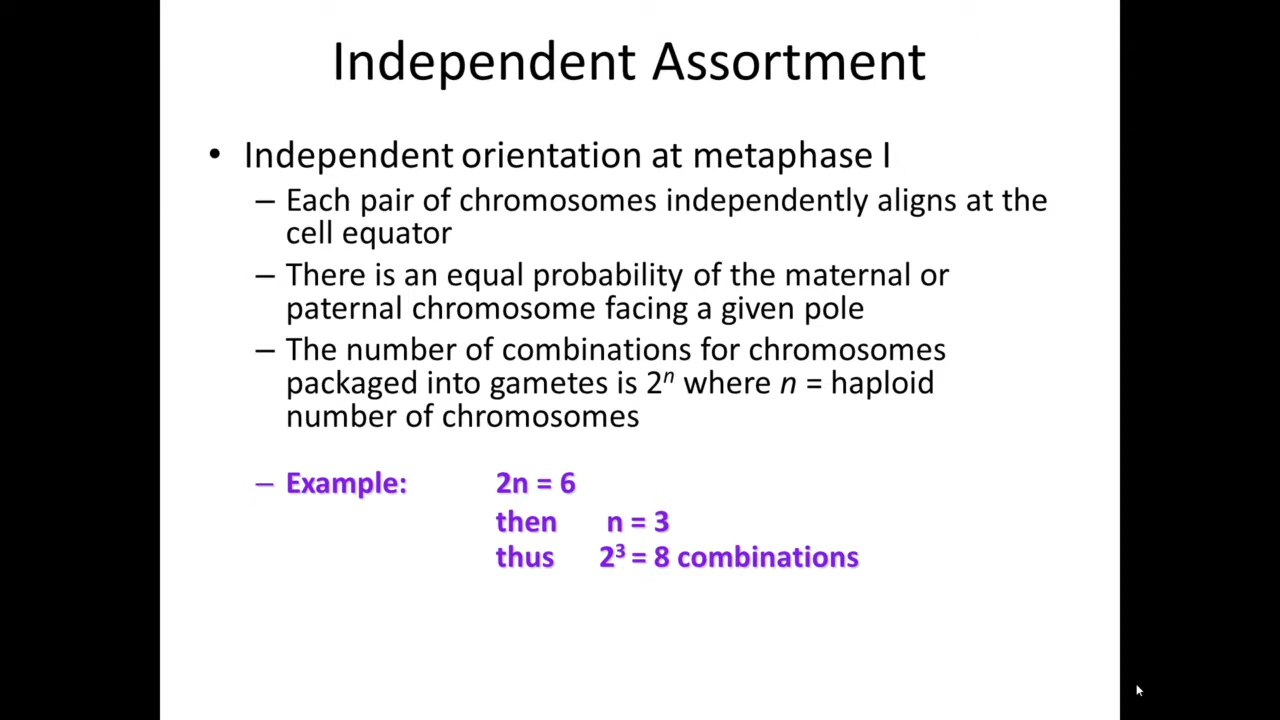 Independent Assortment
• Independent orientation at metaphase I
– Each pair of chromosomes independently aligns at the
cell equator
– There is an equal probability of the maternal or
paternal chromosome facing a given pole
– The number of combinations for chromosomes
packaged into gametes is 2ⁿ where n = haploid
number of chromosomes
– Example: 2n = 6
then n = 3
thus 2³ = 8 combinations